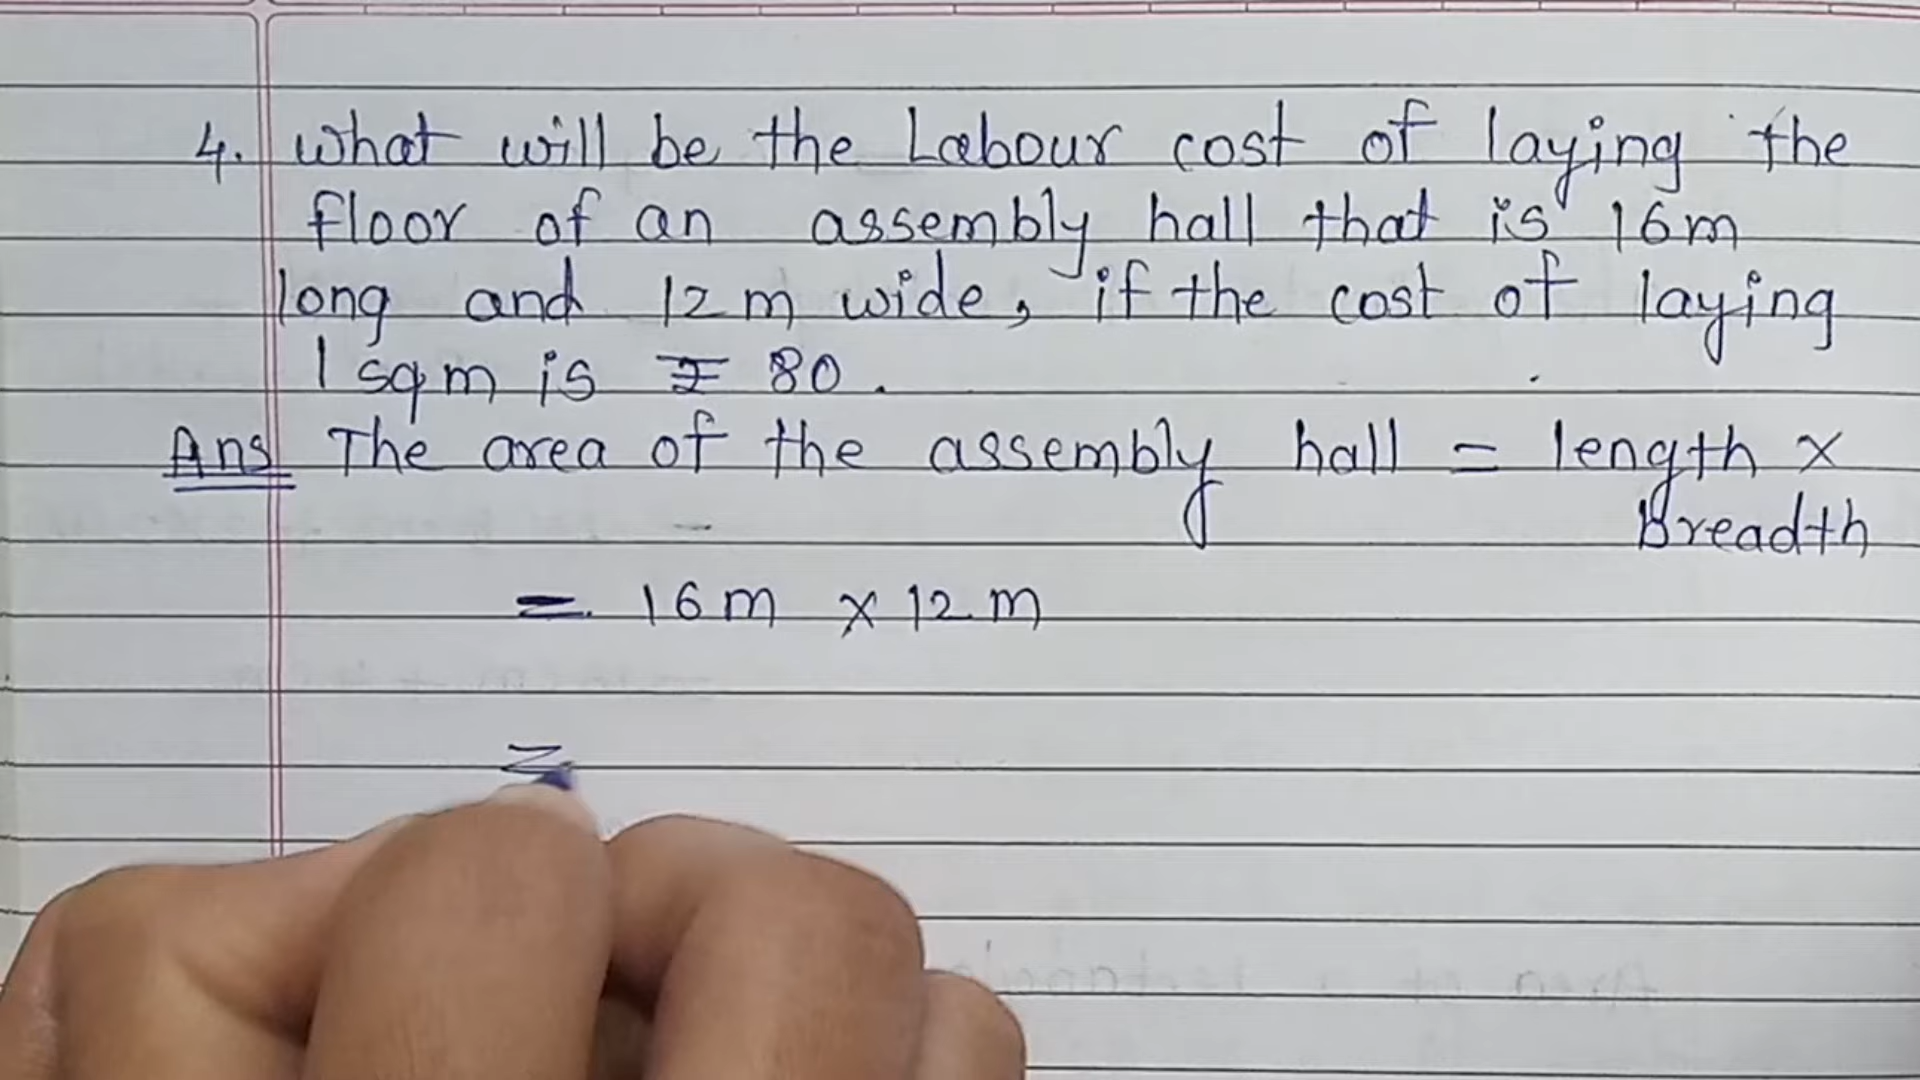 4. What will be the Labour cost of laying the
floor of an assembly hall that is 16m
long and 12 m wide, if the cost of laying
1 sqm is ₹ 80.
Ans The area of the assembly hall = length ×
Breadth
= 16m × 12m
=